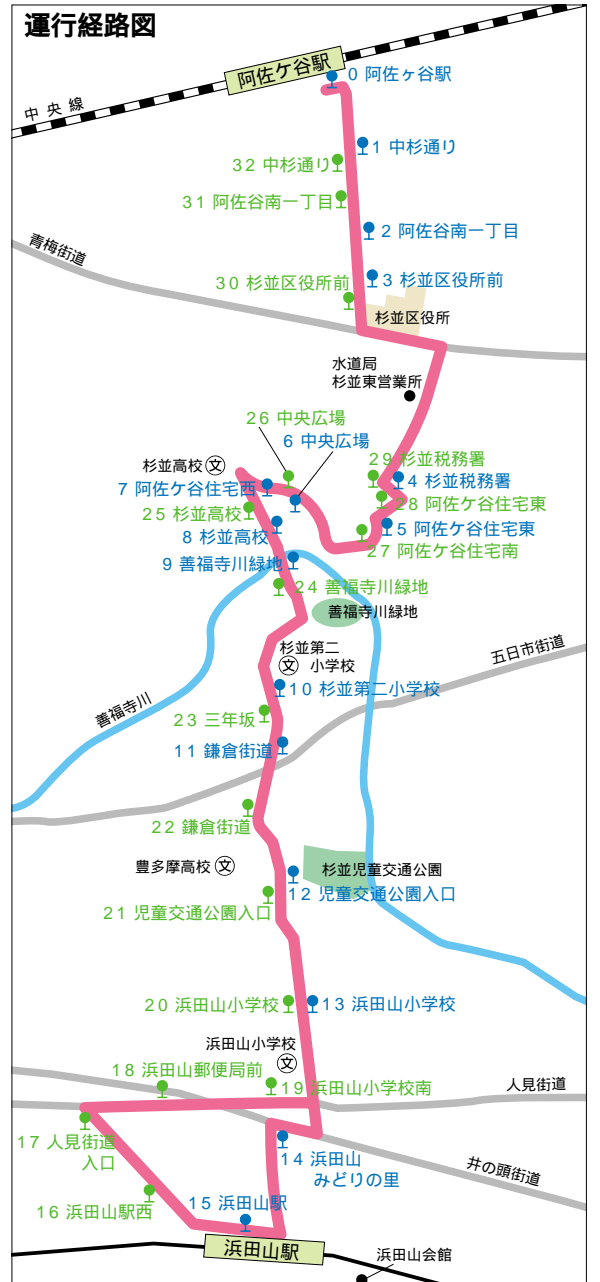 運行経路図
阿佐ケ谷駅
0 阿佐ヶ谷駅
中央線
1 中杉通り
32 中杉通り
31 阿佐谷南一丁目
2 阿佐谷南一丁目
青梅街道
3 杉並区役所前
30 杉並区役所前
杉並区役所
水道局
杉並東営業所
26 中央広場
6 中央広場
杉並高校 文
29 杉並税務署
7 阿佐ケ谷住宅西
4 杉並税務署
28 阿佐ケ谷住宅東
25 杉並高校
8 杉並高校
5 阿佐ケ谷住宅東
27 阿佐ケ谷住宅南
9 善福寺川緑地
24 善福寺川緑地
善福寺川緑地
杉並第二
文 小学校
五日市街道
10 杉並第二小学校
善福寺川
23 三年坂
11 鎌倉街道
22 鎌倉街道
豊多摩高校 文
杉並児童交通公園
12 児童交通公園入口
21 児童交通公園入口
20 浜田山小学校
13 浜田山小学校
浜田山小学校
文
18 浜田山郵便局前
19 浜田山小学校南
人見街道
17 人見街道
入口
14 浜田山
みどりの里
井の頭街道
16 浜田山駅西
15 浜田山駅
浜田山駅
浜田山会館